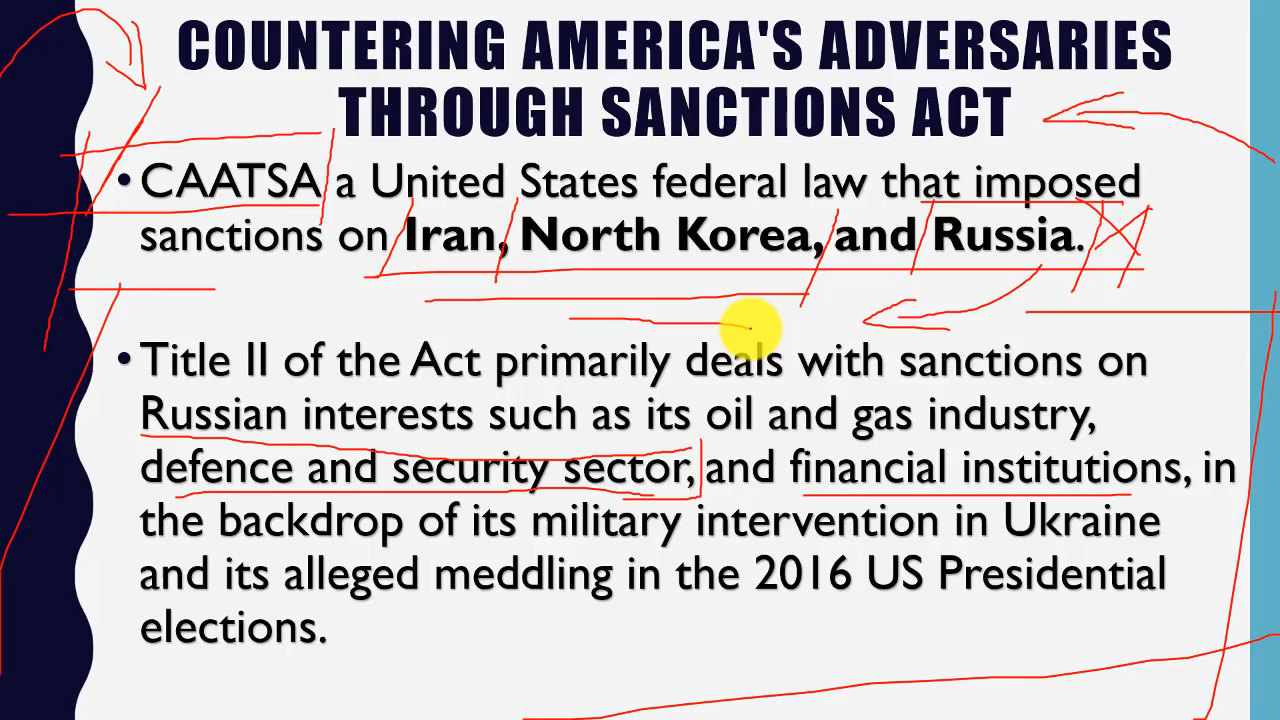 COUNTERING AMERICA'S ADVERSARIES
THROUGH SANCTIONS ACT
• CAATSA a United States federal law that imposed
sanctions on Iran, North Korea, and Russia.
• Title II of the Act primarily deals with sanctions on
Russian interests such as its oil and gas industry,
defence and security sector, and financial institutions, in
the backdrop of its military intervention in Ukraine
and its alleged meddling in the 2016 US Presidential
elections.